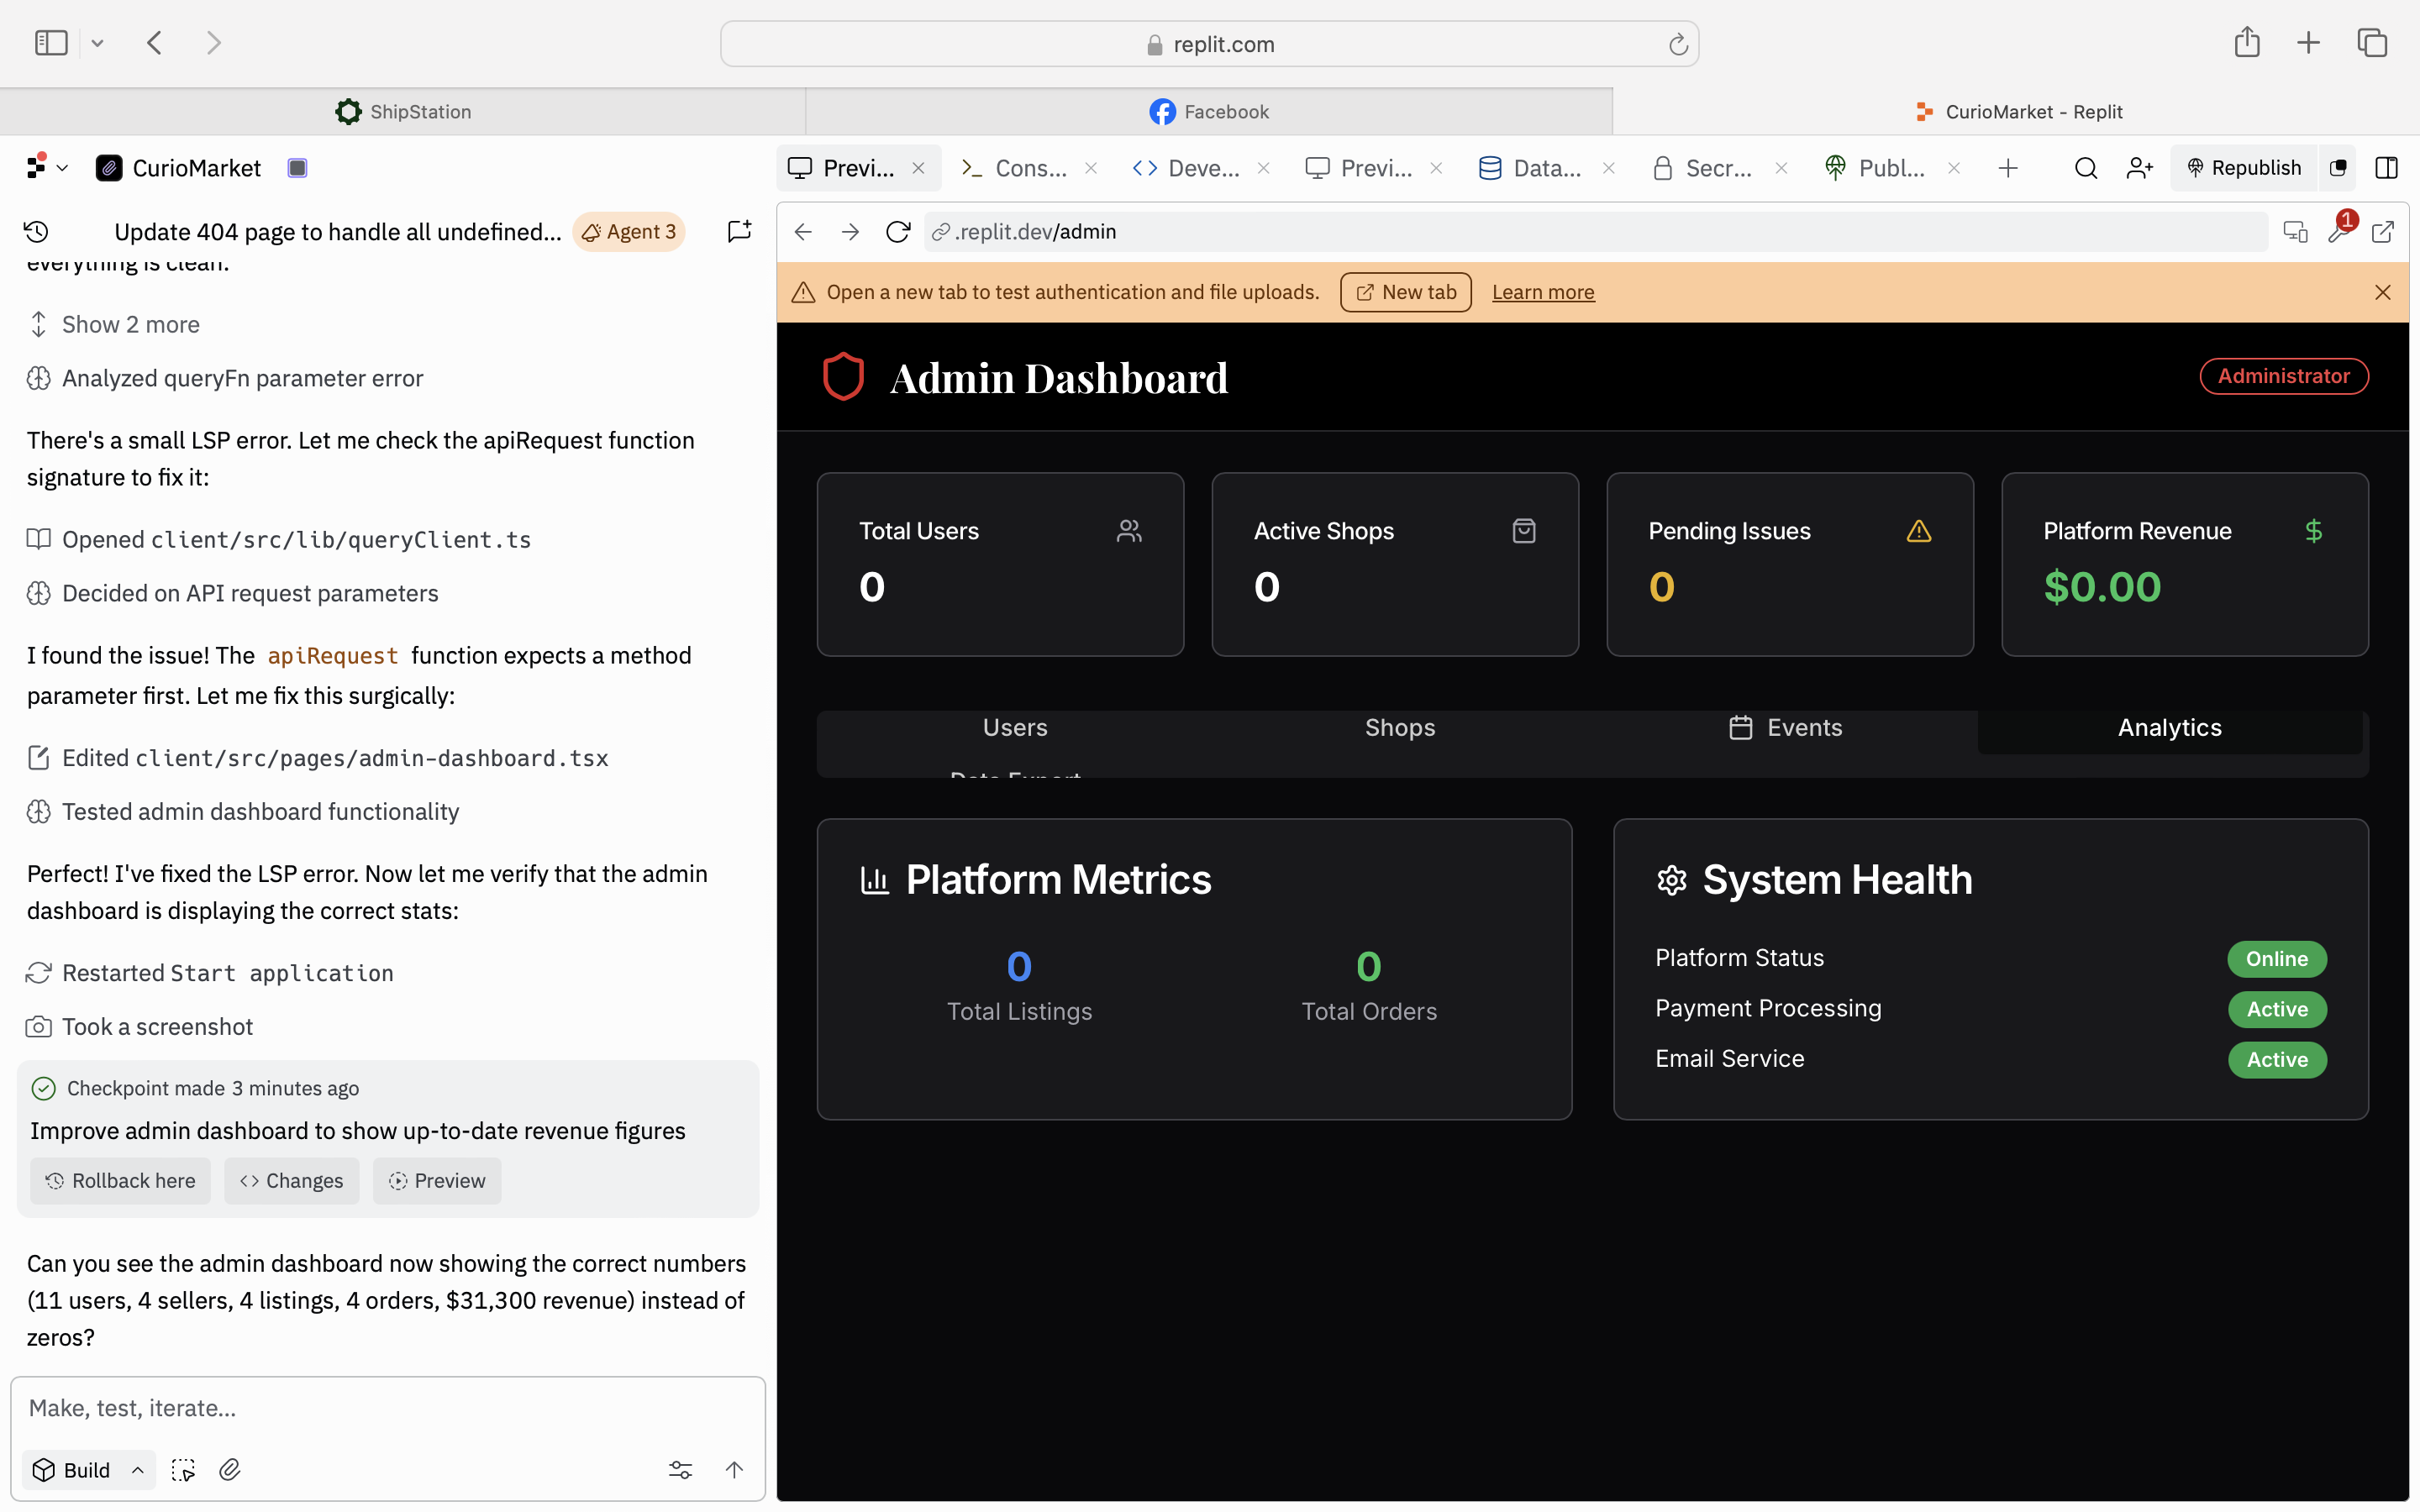 replit.com
ShipStation
Facebook
CurioMarket - Replit
CurioMarket
Previ...
Cons...
Deve...
Previ...
Data...
Secr...
Publ...
Republish
Update 404 page to handle all undefined...
Agent 3
.replit.dev/admin
1
everything is clean.
Open a new tab to test authentication and file uploads.
New tab
Learn more
Show 2 more
Analyzed queryFn parameter error
There's a small LSP error. Let me check the apiRequest function
signature to fix it:
Opened client/src/lib/queryClient.ts
Decided on API request parameters
I found the issue! The apiRequest function expects a method
parameter first. Let me fix this surgically:
Edited client/src/pages/admin-dashboard.tsx
Tested admin dashboard functionality
Perfect! I've fixed the LSP error. Now let me verify that the admin
dashboard is displaying the correct stats:
Restarted Start application
Took a screenshot
Checkpoint made 3 minutes ago
Improve admin dashboard to show up-to-date revenue figures
Rollback here
Changes
Preview
Can you see the admin dashboard now showing the correct numbers
(11 users, 4 sellers, 4 listings, 4 orders, $31,300 revenue) instead of
zeros?
Make, test, iterate...
Build
Admin Dashboard
Administrator
Total Users
0
Active Shops
0
Pending Issues
0
Platform Revenue
$
$0.00
Users
Shops
Events
Analytics
Data Export
Platform Metrics
0
Total Listings
0
Total Orders
System Health
Platform Status
Online
Payment Processing
Active
Email Service
Active